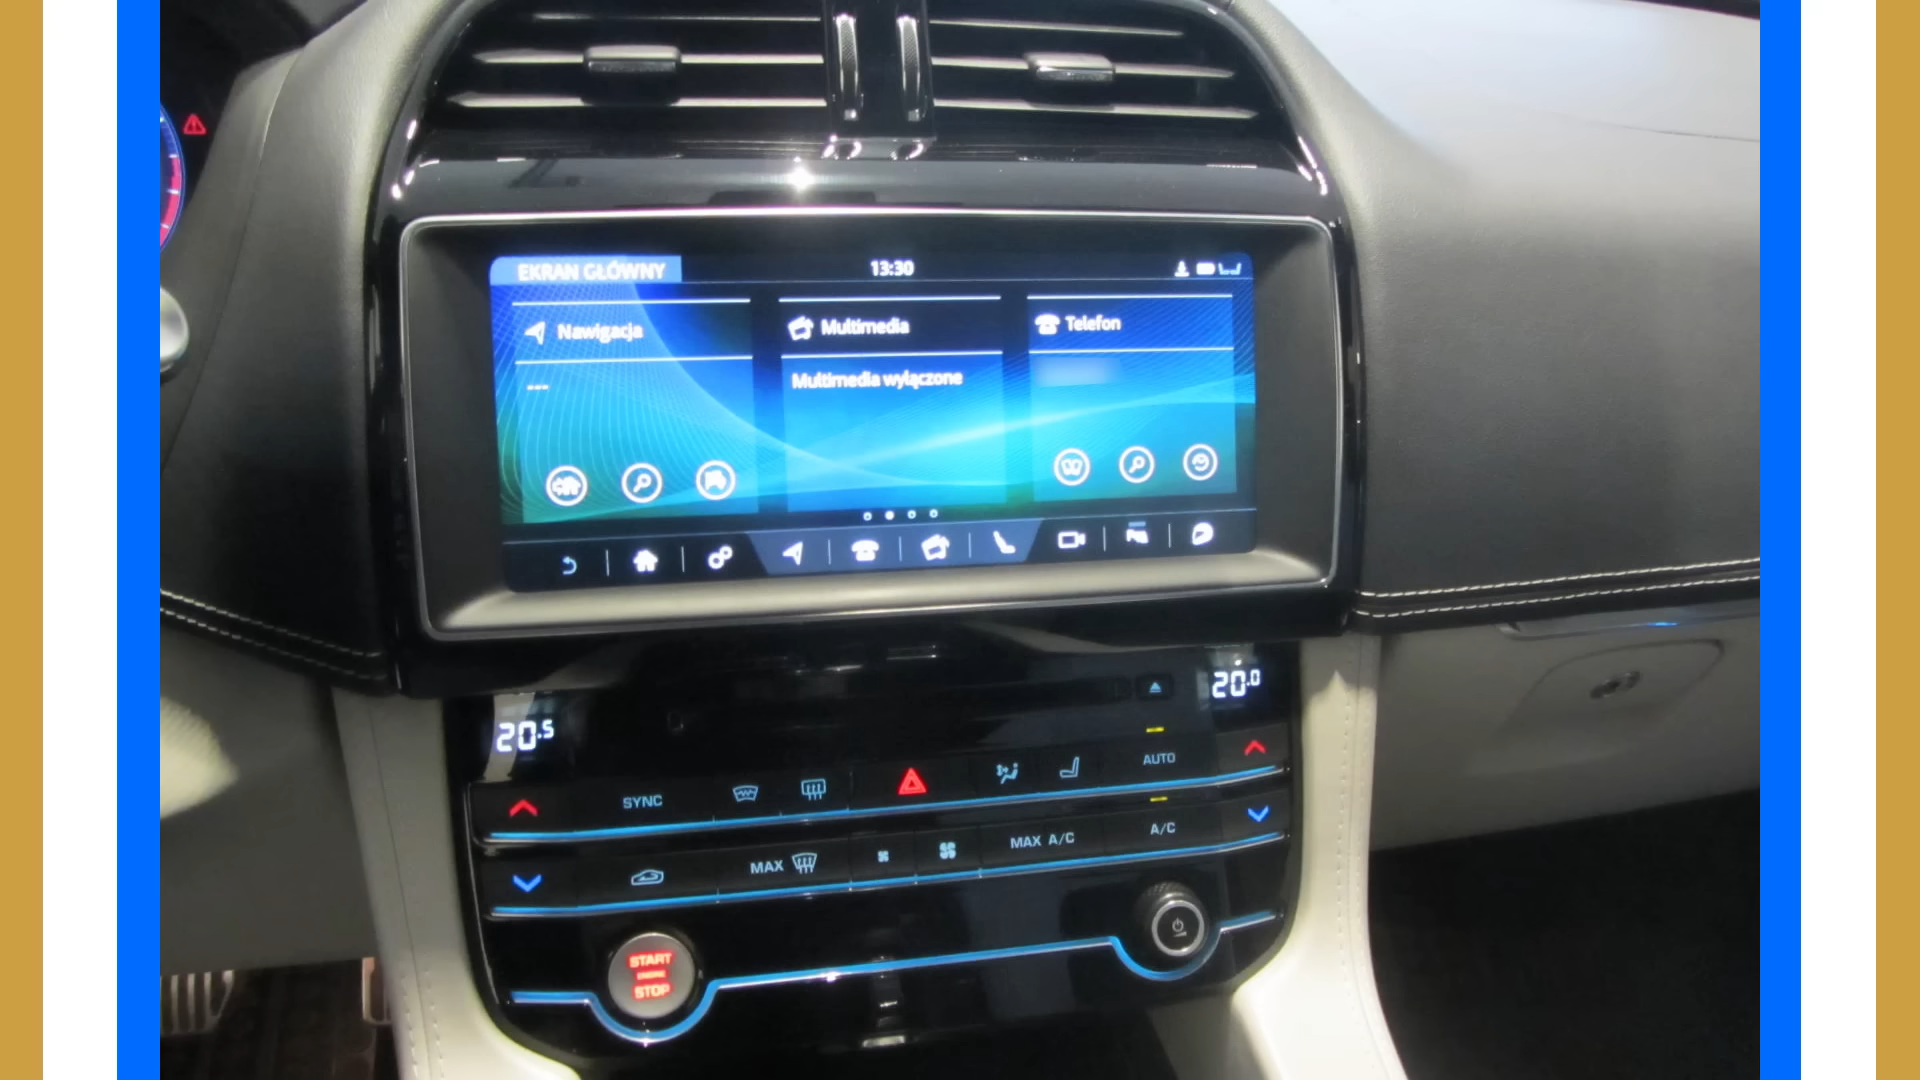 EKRAN GŁÓWNY
13:30
Nawigacja
Multimedia
Telefon
---
Multimedia wyłączone
20.5
20.0
SYNC
AUTO
MAX
MAX A/C
A/C
START
ENGINE
STOP